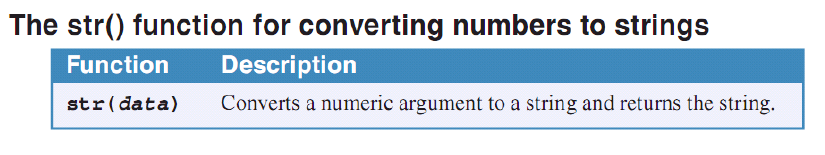 The str() function for converting numbers to strings
Function Description
str(data) Converts a numeric argument to a string and returns the string.